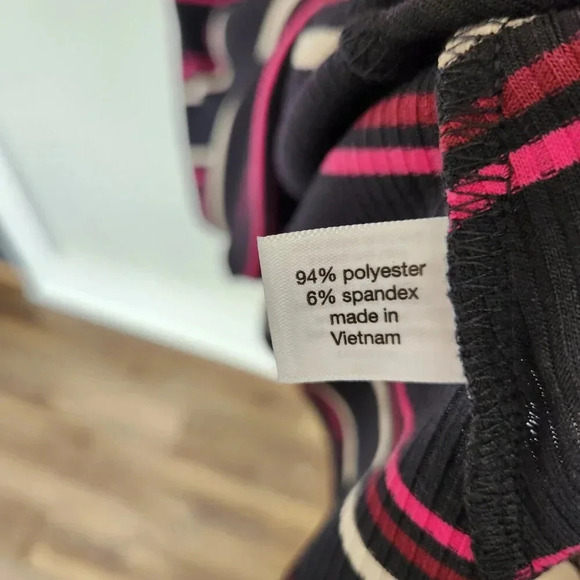 94% polyester
6% spandex
made in
Vietnam